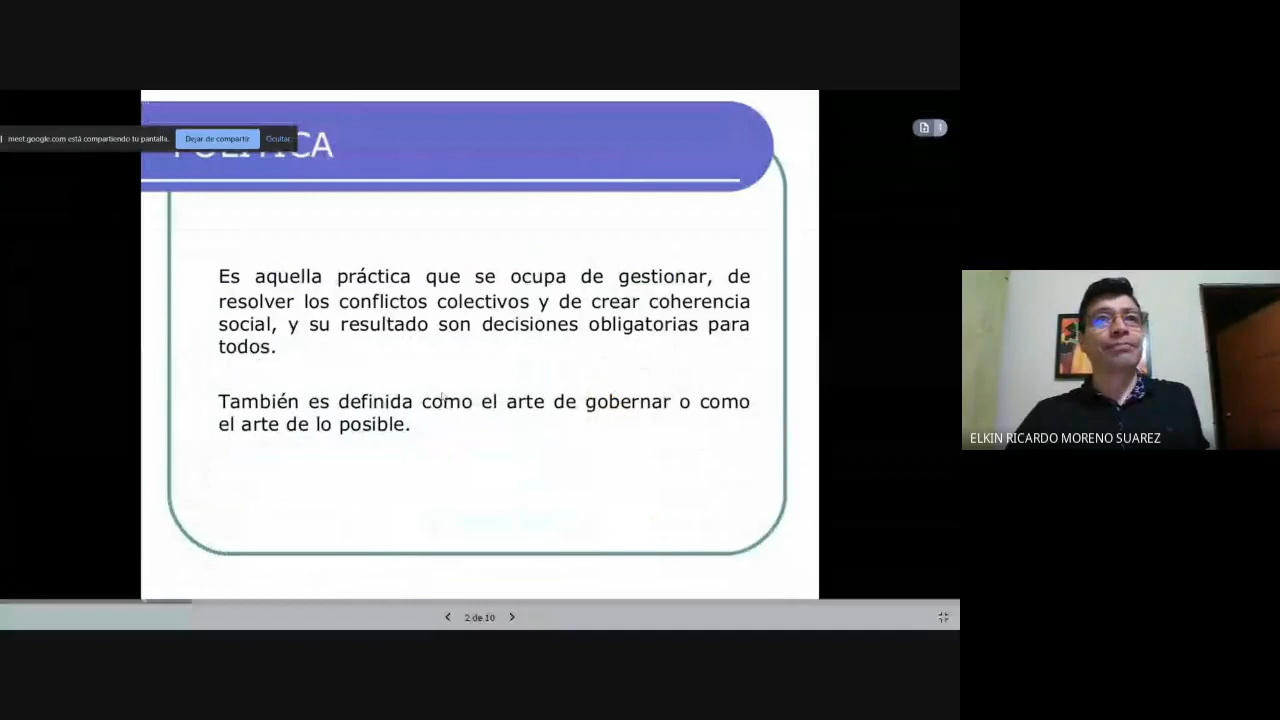 meet.google.com está compartiendo tu pantalla.
Dejar de compartir
Ocultar
POLÍTICA
Es aquella práctica que se ocupa de gestionar, de
resolver los conflictos colectivos y de crear coherencia
social, y su resultado son decisiones obligatorias para
todos.
También es definida como el arte de gobernar o como
el arte de lo posible.
2 de 10
ELKIN RICARDO MORENO SUAREZ